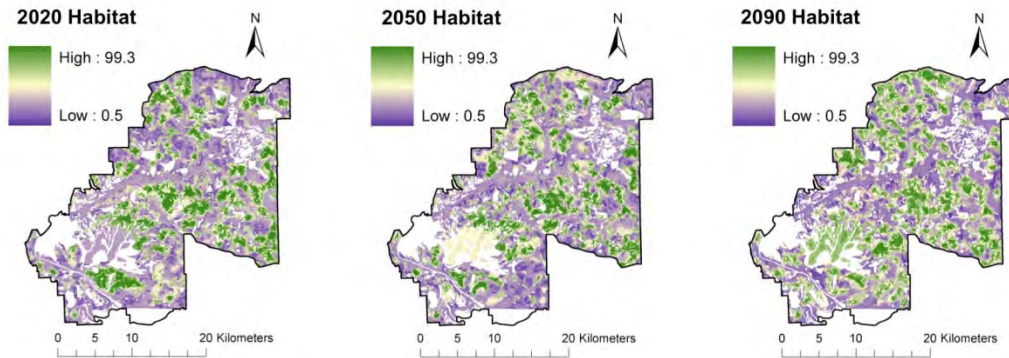 2020 Habitat
N
High : 99.3
Low : 0.5
0 5 10 20 Kilometers
2050 Habitat
N
High : 99.3
Low : 0.5
0 5 10 20 Kilometers
2090 Habitat
N
High : 99.3
Low : 0.5
0 5 10 20 Kilometers